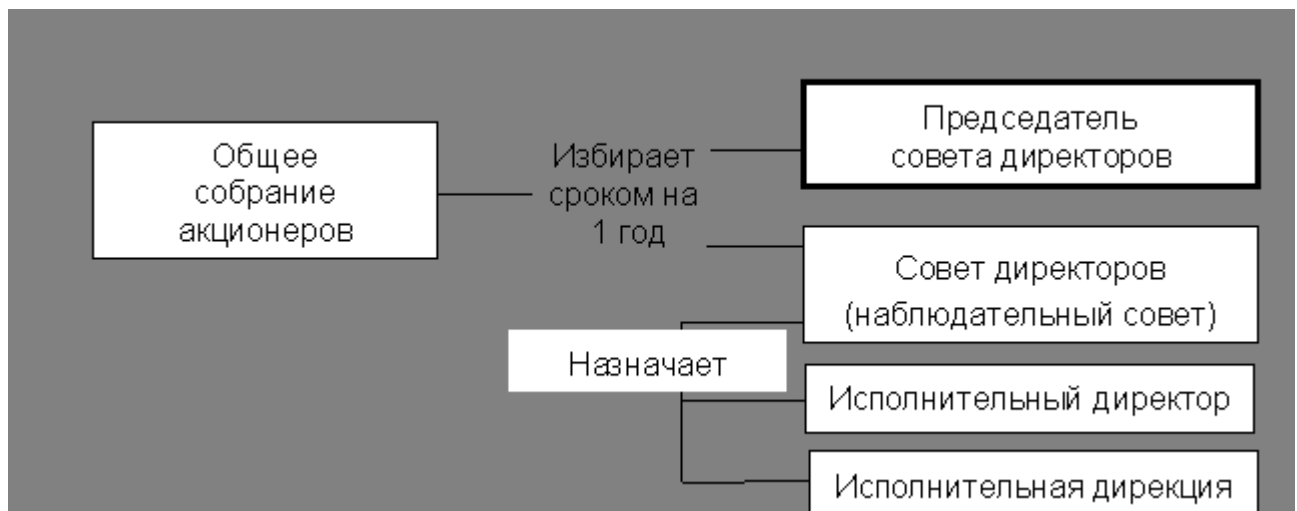 Общее
собрание
акционеров
Избирает
сроком на
1 год
Председатель
совета директоров
Совет директоров
(наблюдательный совет)
Назначает
Исполнительный директор
Исполнительная дирекция